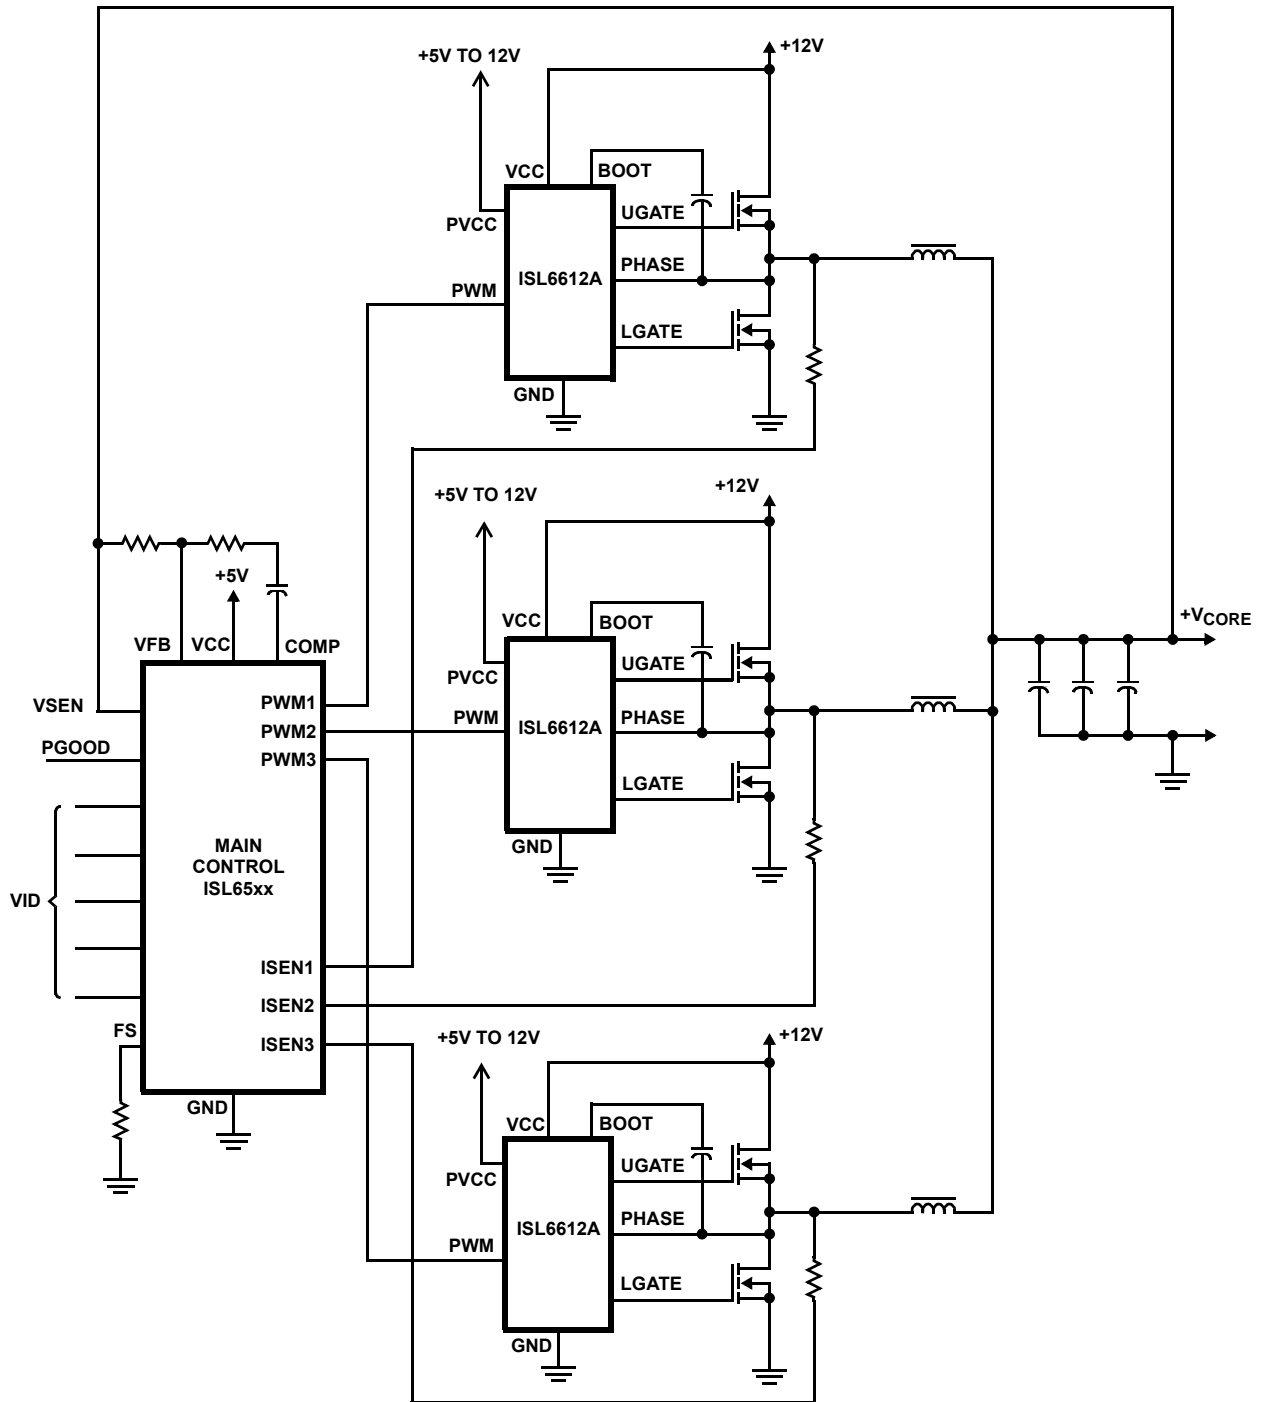 +5V TO 12V
+12V
VCC
BOOT
PVCC
UGATE
ISL6612A
PHASE
PWM
LGATE
GND
+5V TO 12V
+12V
VCC
BOOT
PVCC
UGATE
PWM
ISL6612A
PHASE
LGATE
GND
+5V
VFB
VCC
COMP
VSEN
PGOOD
VID
FS
PWM1
PWM2
PWM3
MAIN
CONTROL
ISL65xx
ISEN1
ISEN2
ISEN3
GND
+VCORE
+5V TO 12V
+12V
VCC
BOOT
PVCC
UGATE
ISL6612A
PHASE
PWM
LGATE
GND